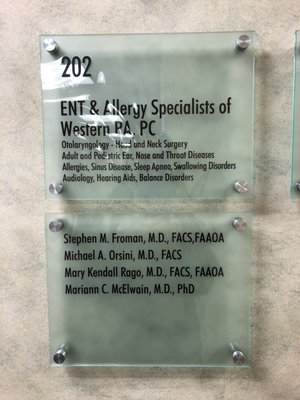 202
ENT & Allergy Specialists of
Western PA, PC
Otolaryngology - Head and Neck Surgery
Adult and Pediatric Ear, Nose and Throat Diseases
Allergies, Sinus Disease, Sleep Apnea, Swallowing Disorders
Audiology, Hearing Aids, Balance Disorders
Stephen M. Froman, M.D., FACS,FAAOA
Michael A. Orsini, M.D., FACS
Mary Kendall Rago, M.D., FACS, FAAOA
Mariann C. McElwain, M.D., PhD